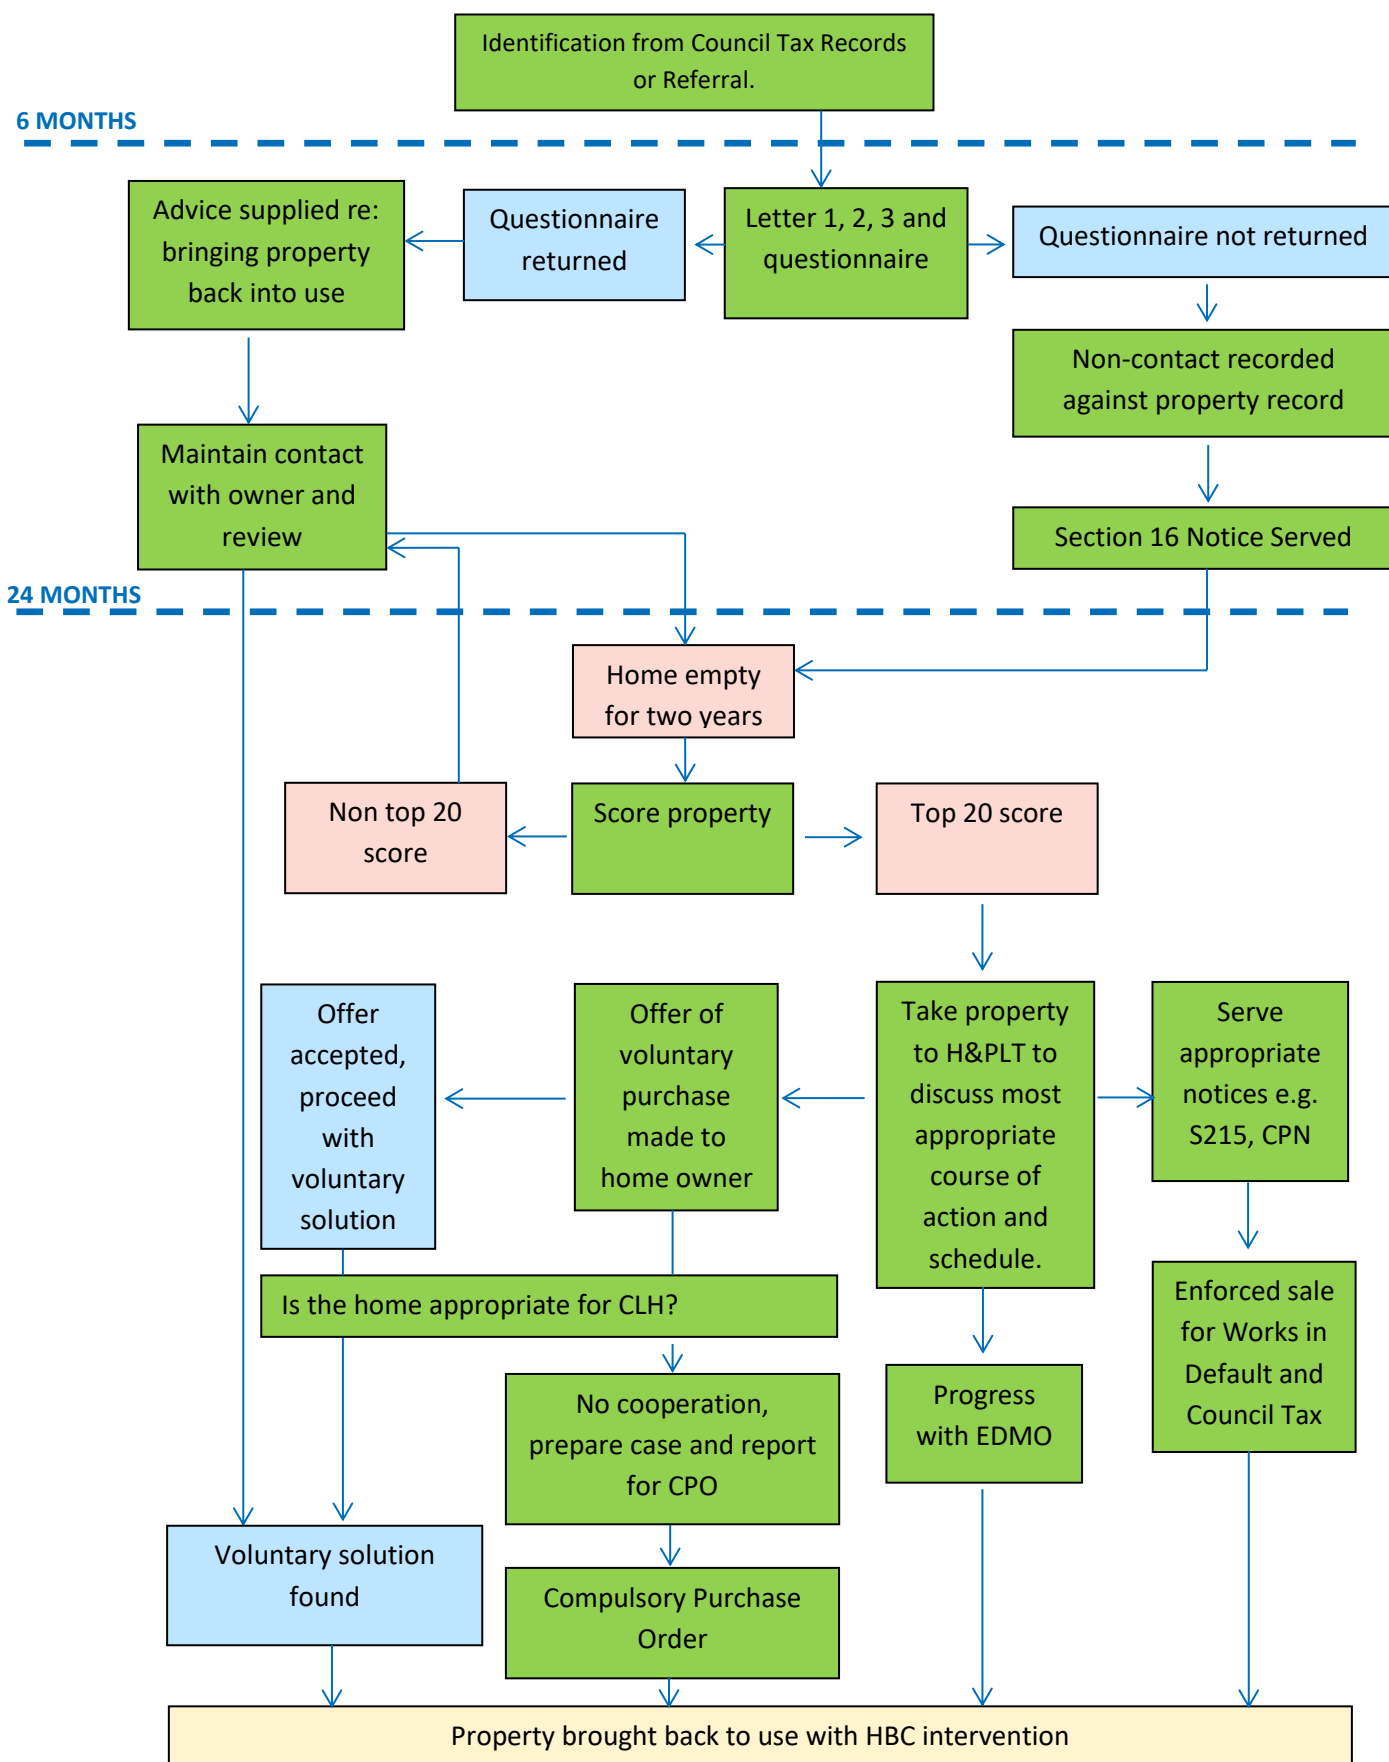 Identification from Council Tax Records
or Referral.
6 MONTHS
Advice supplied re:
bringing property
back into use
Questionnaire
returned
Letter 1, 2, 3 and
questionnaire
Questionnaire not returned
Non-contact recorded
against property record
Maintain contact
with owner and
review
Section 16 Notice Served
24 MONTHS
Home empty
for two years
Non top 20
score
Score property
Top 20 score
Offer
accepted,
proceed
with
voluntary
solution
Offer of
voluntary
purchase
made to
home owner
Take property
to H&PLT to
discuss most
appropriate
course of
action and
schedule.
Serve
appropriate
notices e.g.
S215, CPN
Is the home appropriate for CLH?
Enforced sale
for Works in
Default and
Council Tax
No cooperation,
prepare case and report
for CPO
Progress
with EDMO
Voluntary solution
found
Compulsory Purchase
Order
Property brought back to use with HBC intervention